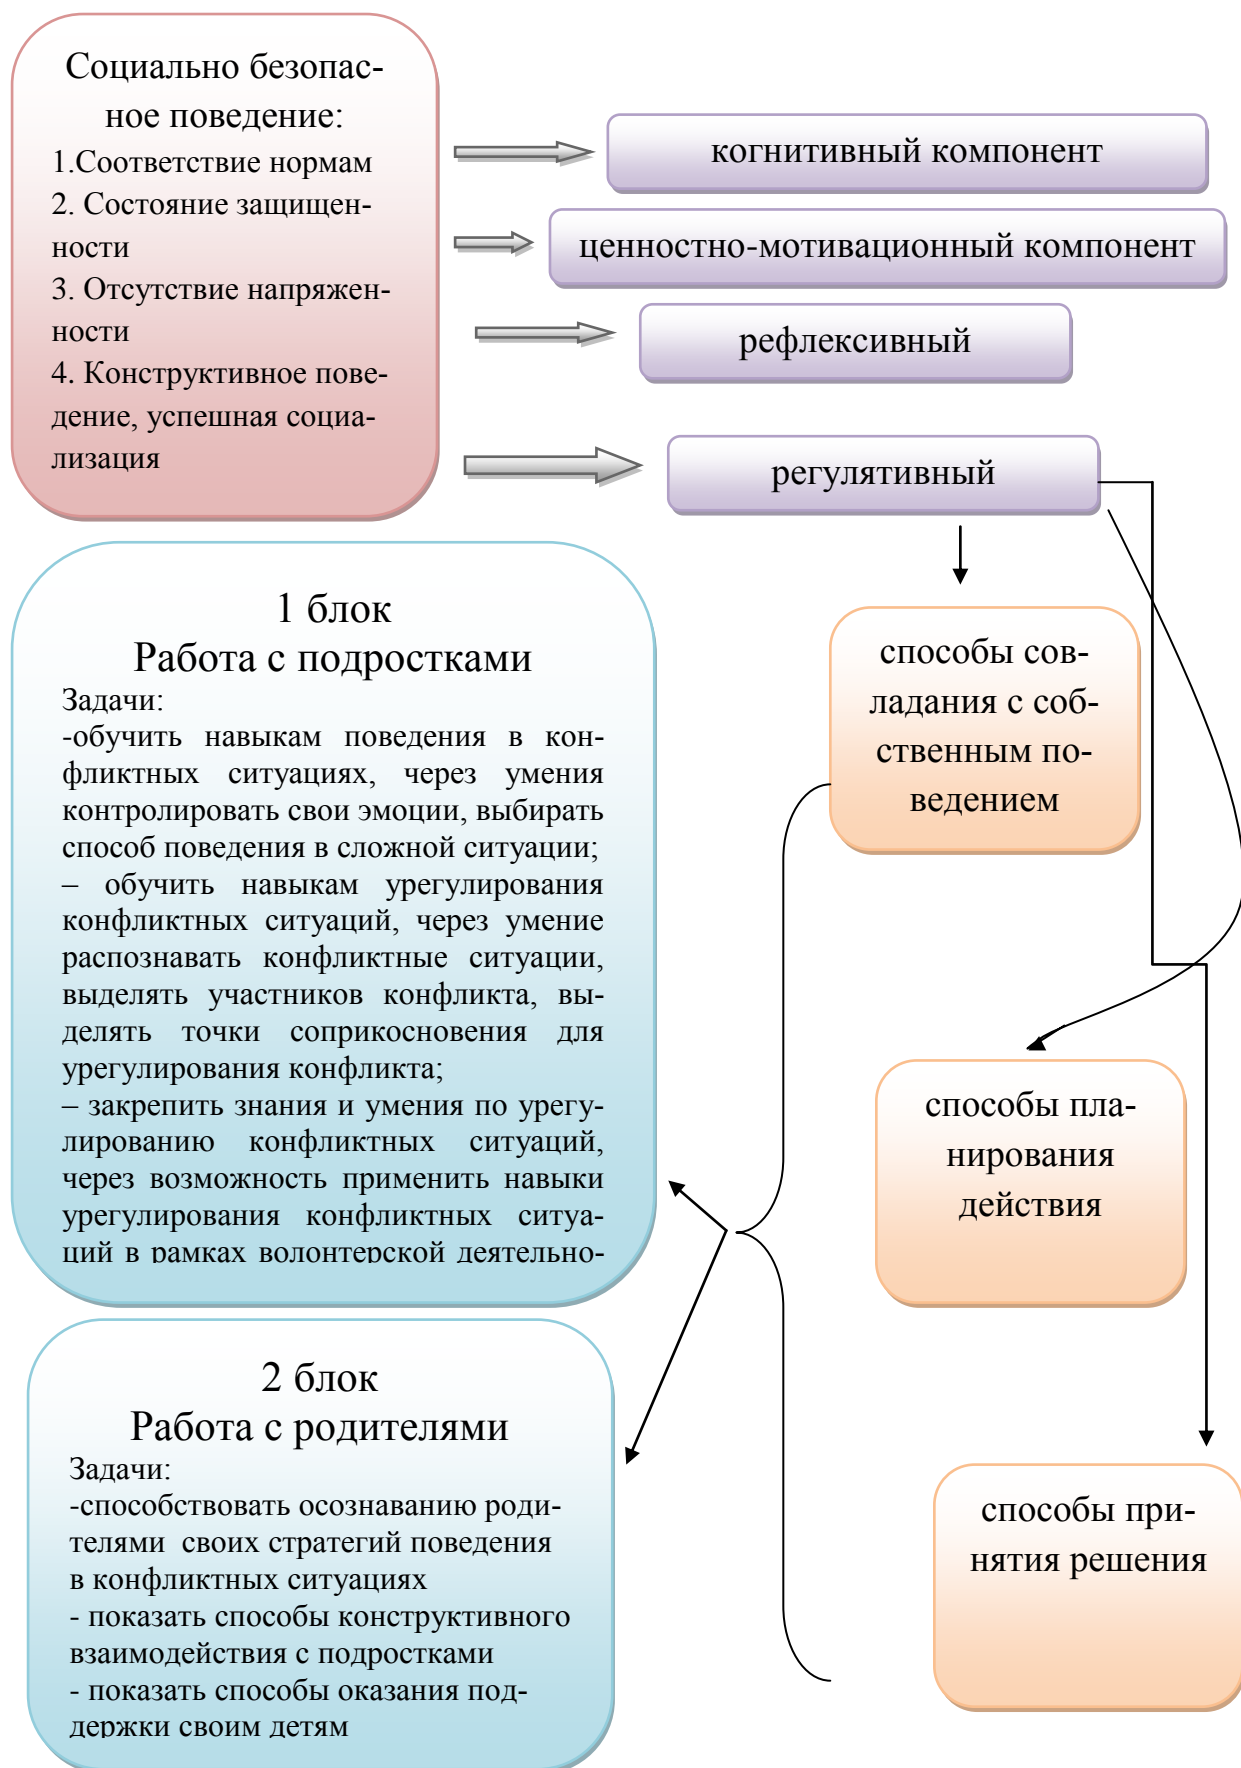 Социально безопас-
ное поведение:
1.Соответствие нормам
2. Состояние защищен-
ности
3. Отсутствие напряжен-
ности
4. Конструктивное пове-
дение, успешная социа-
лизация
когнитивный компонент
ценностно-мотивационный компонент
рефлексивный
регулятивный
1 блок
Работа с подростками
Задачи:
-обучить навыкам поведения в кон-
фликтных ситуациях, через умения
контролировать свои эмоции, выбирать
способ поведения в сложной ситуации;
– обучить навыкам урегулирования
конфликтных ситуаций, через умение
распознавать конфликтные ситуации,
выделять участников конфликта, вы-
делять точки соприкосновения для
урегулирования конфликта;
– закрепить знания и умения по урегу-
лированию конфликтных ситуаций,
через возможность применить навыки
урегулирования конфликтных ситуа-
ций в рамках волонтерской деятельно-
способы сов-
ладания с соб-
ственным по-
ведением
способы пла-
нирования
действия
способы при-
нятия решения
2 блок
Работа с родителями
Задачи:
-способствовать осознаванию роди-
телями своих стратегий поведения
в конфликтных ситуациях
- показать способы конструктивного
взаимодействия с подростками
- показать способы оказания под-
держки своим детям